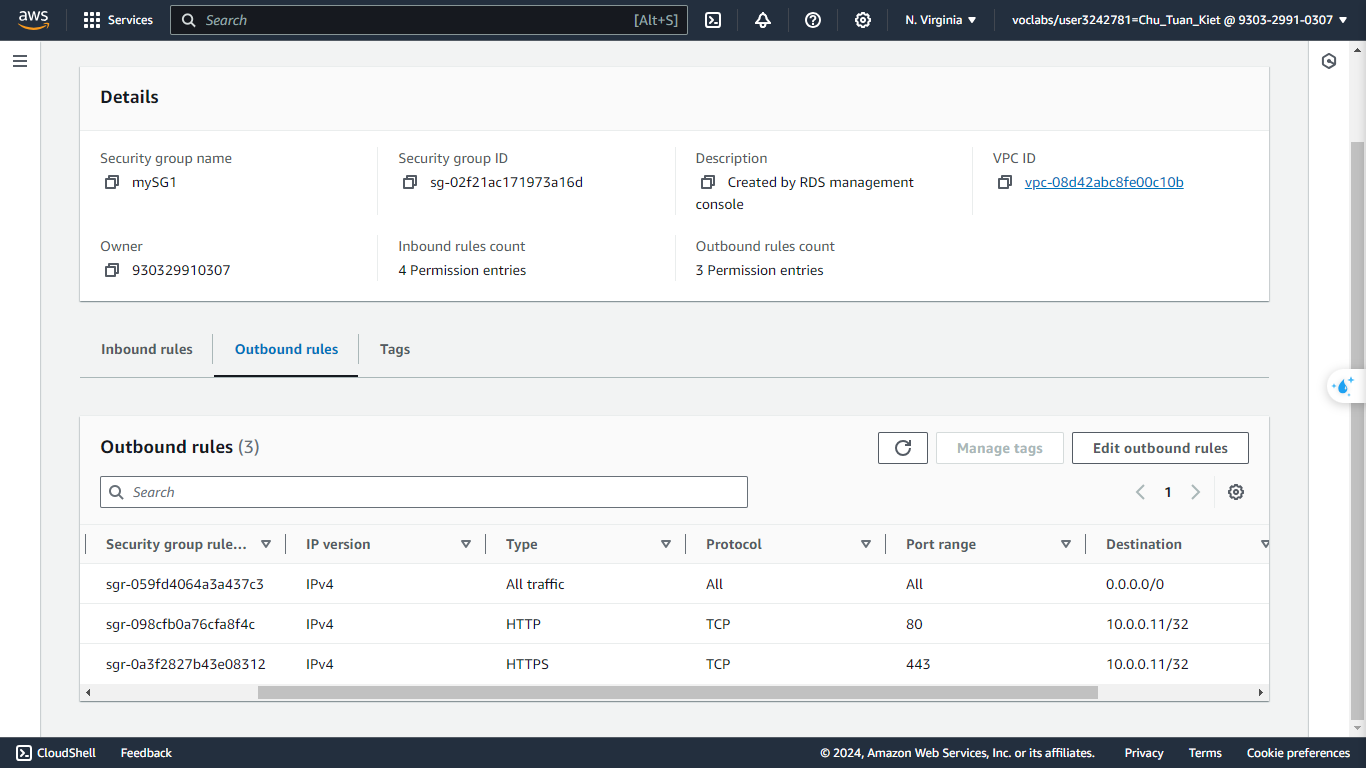 aws
Services
Search
[Alt+S]
N. Virginia
voclabs/user3242781=Chu_Tuan_Kiet @ 9303-2991-0307
Details
Security group name
mySG1
Security group ID
sg-02f21ac171973a16d
Description
Created by RDS management
console
VPC ID
vpc-08d42abc8fe00c10b
Owner
930329910307
Inbound rules count
4 Permission entries
Outbound rules count
3 Permission entries
Inbound rules
Outbound rules
Tags
Outbound rules (3)
Manage tags
Edit outbound rules
Search
1
Security group rule... IP version Type Protocol Port range Destination
sgr-059fd4064a3a437c3 IPv4 All traffic All All 0.0.0.0/0
sgr-098cfb0a76cfa8f4c IPv4 HTTP TCP 80 10.0.0.11/32
sgr-0a3f2827b43e08312 IPv4 HTTPS TCP 443 10.0.0.11/32
CloudShell
Feedback
© 2024, Amazon Web Services, Inc. or its affiliates.
Privacy
Terms
Cookie preferences